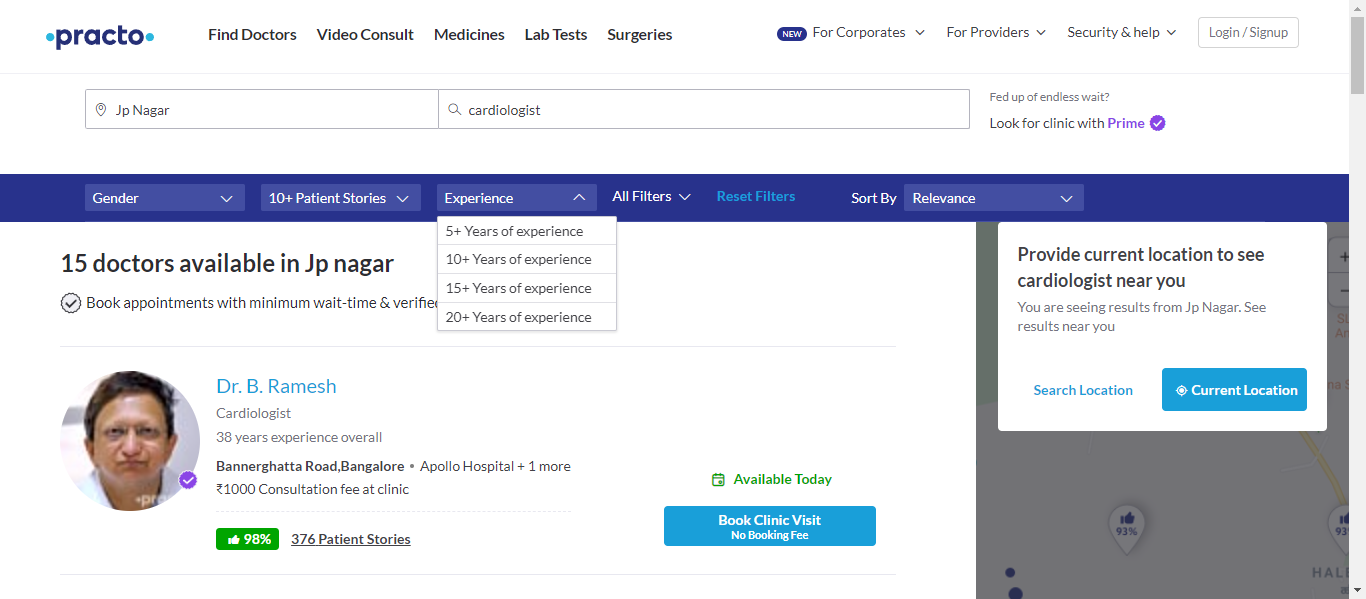 practo
Find Doctors
Video Consult
Medicines
Lab Tests
Surgeries
NEW For Corporates
For Providers
Security & help
Login / Signup
Jp Nagar
cardiologist
Fed up of endless wait?
Look for clinic with Prime
Gender
10+ Patient Stories
Experience
All Filters
Reset Filters
Sort By
Relevance
5+ Years of experience
10+ Years of experience
15+ Years of experience
20+ Years of experience
15 doctors available in Jp nagar
Book appointments with minimum wait-time &
Dr. B. Ramesh
Cardiologist
38 years experience overall
Bannerghatta Road,Bangalore • Apollo Hospital + 1 more
₹1000 Consultation fee at clinic
98%
376 Patient Stories
Available Today
Book Clinic Visit
No Booking Fee
Provide current location to see
cardiologist near you
You are seeing results from Jp Nagar. See
results near you
Search Location
Current Location
93%